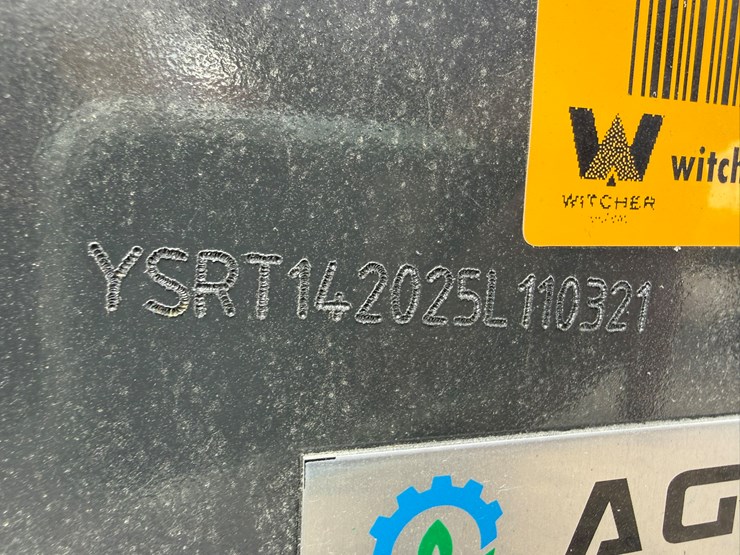 witch
WITCHER
YSRT142025L110321
AG